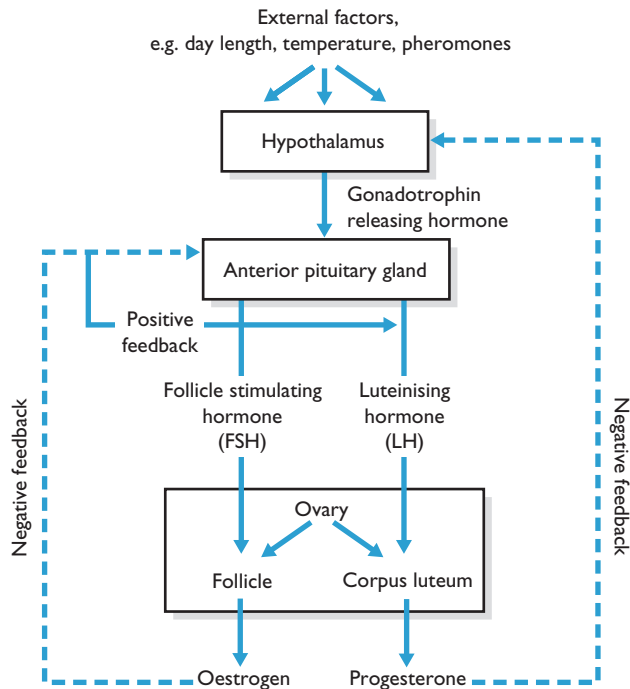 External factors,
e.g. day length, temperature, pheromones
Hypothalamus
Gonadotrophin
releasing hormone
Anterior pituitary gland
Positive
feedback
Follicle stimulating
hormone
(FSH)
Luteinising
hormone
(LH)
Negative feedback
Negative feedback
Ovary
Follicle
Corpus luteum
Oestrogen
Progesterone